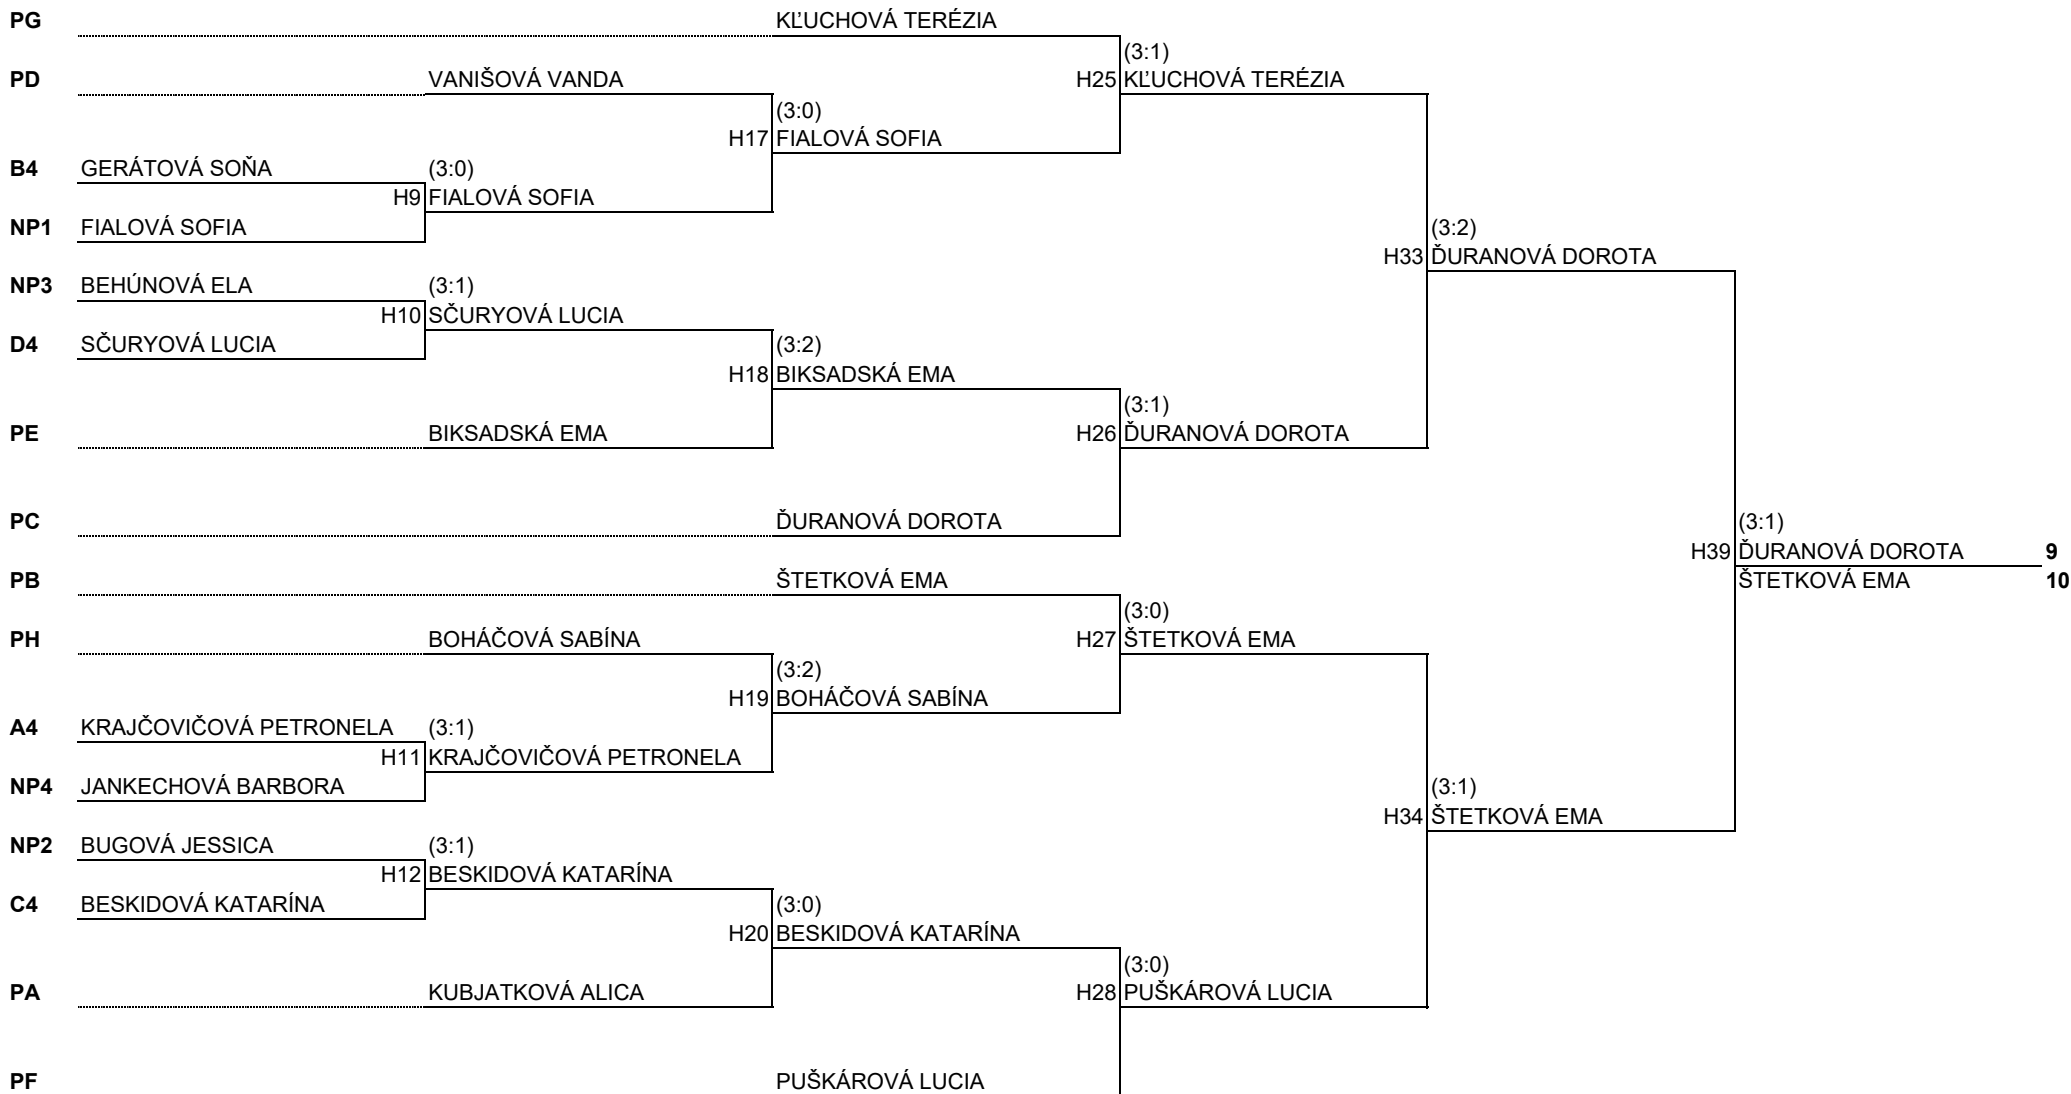 PG KĽUCHOVÁ TERÉZIA
(3:1)
PD VANIŠOVÁ VANDA H25 KĽUCHOVÁ TERÉZIA
(3:0)
H17 FIALOVÁ SOFIA
B4 GERÁTOVÁ SOŇA (3:0)
H9 FIALOVÁ SOFIA
NP1 FIALOVÁ SOFIA (3:2)
H33 ĎURANOVÁ DOROTA
NP3 BEHÚNOVÁ ELA (3:1)
H10 SČURYOVÁ LUCIA
D4 SČURYOVÁ LUCIA (3:2)
H18 BIKSADSKÁ EMA
(3:1)
PE BIKSADSKÁ EMA H26 ĎURANOVÁ DOROTA
PC ĎURANOVÁ DOROTA (3:1)
H39 ĎURANOVÁ DOROTA 9
PB ŠTETKOVÁ EMA ŠTETKOVÁ EMA 10
(3:0)
PH BOHÁČOVÁ SABÍNA H27 ŠTETKOVÁ EMA
(3:2)
H19 BOHÁČOVÁ SABÍNA
A4 KRAJČOVIČOVÁ PETRONELA (3:1)
H11 KRAJČOVIČOVÁ PETRONELA
NP4 JANKECHOVÁ BARBORA (3:1)
H34 ŠTETKOVÁ EMA
NP2 BUGOVÁ JESSICA (3:1)
H12 BESKIDOVÁ KATARÍNA
C4 BESKIDOVÁ KATARÍNA (3:0)
H20 BESKIDOVÁ KATARÍNA
(3:0)
PA KUBJATKOVÁ ALICA H28 PUŠKÁROVÁ LUCIA
PF PUŠKÁROVÁ LUCIA